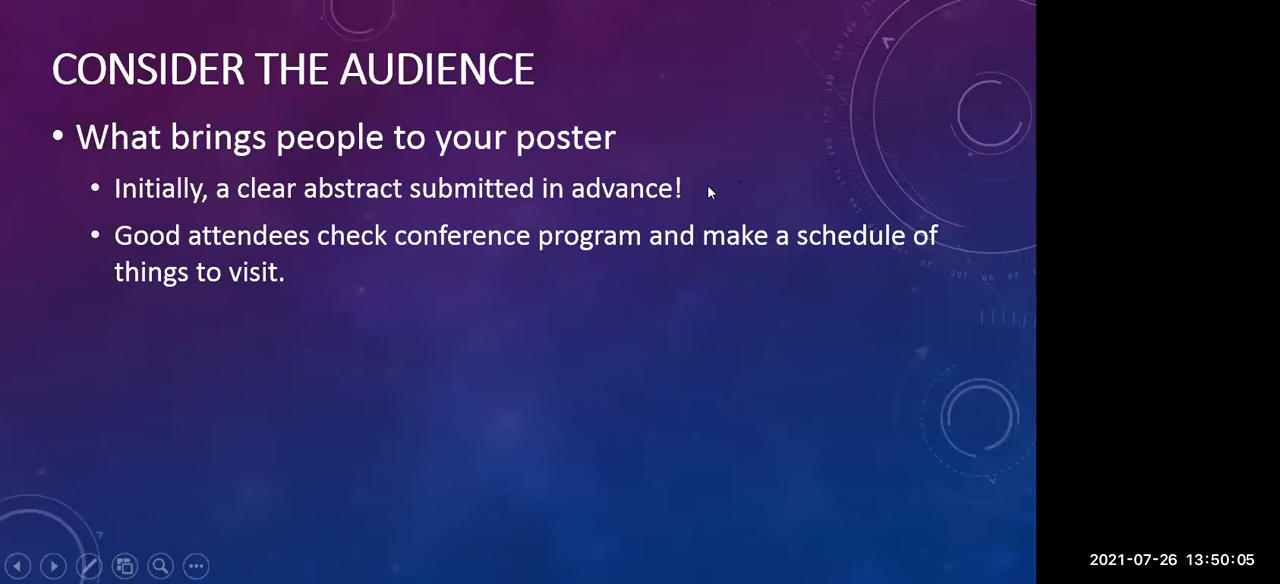 CONSIDER THE AUDIENCE
• What brings people to your poster
• Initially, a clear abstract submitted in advance!
• Good attendees check conference program and make a schedule of
things to visit.
2021-07-26 13:50:05